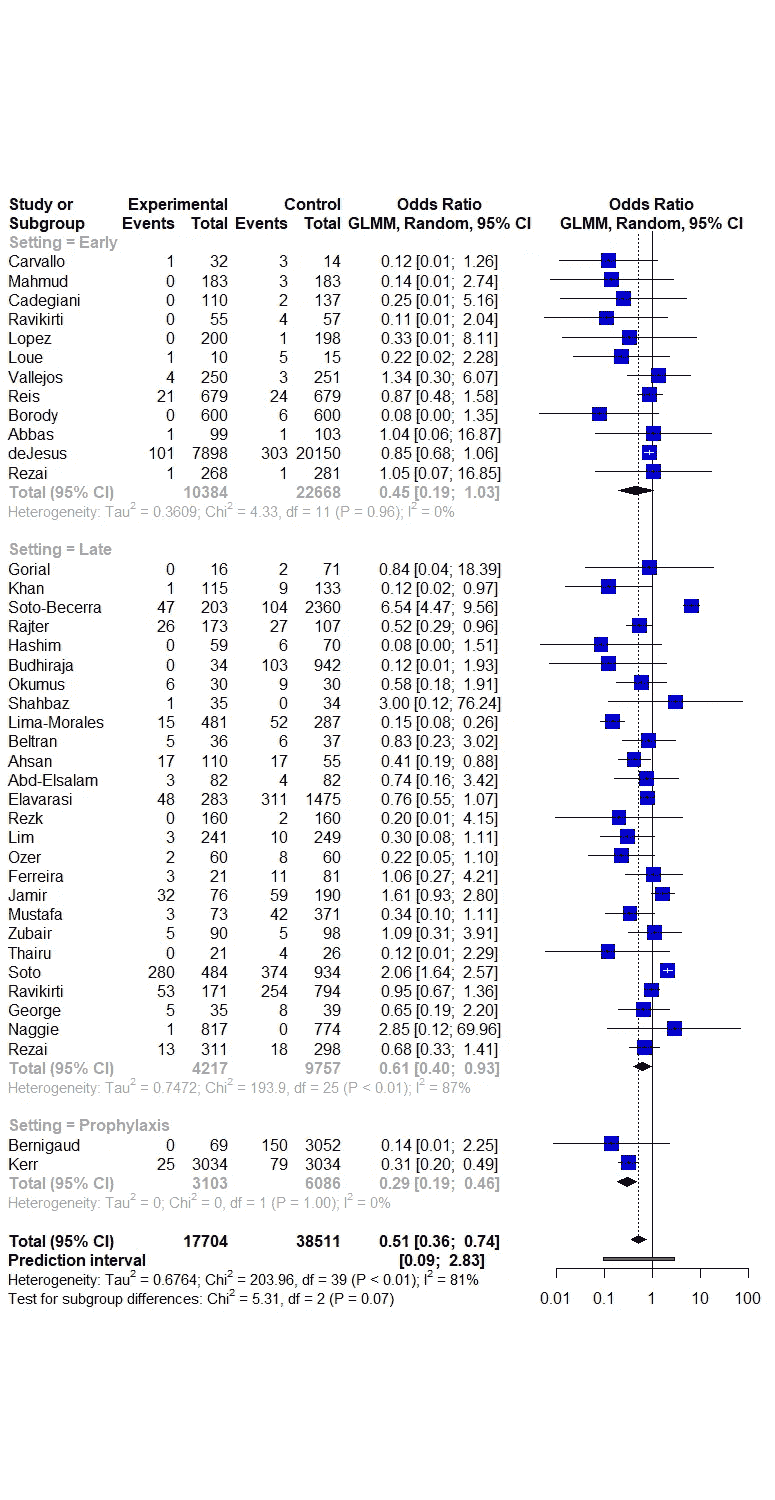 Study or Experimental Control Odds Ratio Odds Ratio
Subgroup Events Total Events Total GLMM, Random, 95% CI GLMM, Random, 95% CI
Setting = Early
Carvallo 1 32 3 14 0.12 [0.01; 1.26]
Mahmud 0 183 3 183 0.14 [0.01; 2.74]
Cadegiani 0 110 2 137 0.25 [0.01; 5.16]
Ravikirti 0 55 4 57 0.11 [0.01; 2.04]
Lopez 0 200 1 198 0.33 [0.01; 8.11]
Loue 1 10 5 15 0.22 [0.02; 2.28]
Vallejos 4 250 3 251 1.34 [0.30; 6.07]
Reis 21 679 24 679 0.87 [0.48; 1.58]
Borody 0 600 6 600 0.08 [0.00; 1.35]
Abbas 1 99 1 103 1.04 [0.06; 16.87]
deJesus 101 7898 303 20150 0.85 [0.68; 1.06]
Rezai 1 268 1 281 1.05 [0.07; 16.85]
Total (95% CI) 10384 22668 0.45 [0.19; 1.03]
Heterogeneity: Tau² = 0.3609; Chi² = 4.33, df = 11 (P = 0.96); I² = 0%
Setting = Late
Gorial 0 16 2 71 0.84 [0.04; 18.39]
Khan 1 115 9 133 0.12 [0.02; 0.97]
Soto-Becerra 47 203 104 2360 6.54 [4.47; 9.56]
Rajter 26 173 27 107 0.52 [0.29; 0.96]
Hashim 0 59 6 70 0.08 [0.00; 1.51]
Budhiraja 0 34 103 942 0.12 [0.01; 1.93]
Okumus 6 30 9 30 0.58 [0.18; 1.91]
Shahbaz 1 35 0 34 3.00 [0.12; 76.24]
Lima-Morales 15 481 52 287 0.15 [0.08; 0.26]
Beltran 5 36 6 37 0.83 [0.23; 3.02]
Ahsan 17 110 17 55 0.41 [0.19; 0.88]
Abd-Elsalam 3 82 4 82 0.74 [0.16; 3.42]
Elavarasi 48 283 311 1475 0.76 [0.55; 1.07]
Rezk 0 160 2 160 0.20 [0.01; 4.15]
Lim 3 241 10 249 0.30 [0.08; 1.11]
Ozer 2 60 8 60 0.22 [0.05; 1.10]
Ferreira 3 21 11 81 1.06 [0.27; 4.21]
Jamir 32 76 59 190 1.61 [0.93; 2.80]
Mustafa 3 73 42 371 0.34 [0.10; 1.11]
Zubair 5 90 5 98 1.09 [0.31; 3.91]
Thairu 0 21 4 26 0.12 [0.01; 2.29]
Soto 280 484 374 934 2.06 [1.64; 2.57]
Ravikirti 53 171 254 794 0.95 [0.67; 1.36]
George 5 35 8 39 0.65 [0.19; 2.20]
Naggie 1 817 0 774 2.85 [0.12; 69.96]
Rezai 13 311 18 298 0.68 [0.33; 1.41]
Total (95% CI) 4217 9757 0.61 [0.40; 0.93]
Heterogeneity: Tau² = 0.7472; Chi² = 193.9, df = 25 (P < 0.01); I² = 87%
Setting = Prophylaxis
Bernigaud 0 69 150 3052 0.14 [0.01; 2.25]
Kerr 25 3034 79 3034 0.31 [0.20; 0.49]
Total (95% CI) 3103 6086 0.29 [0.19; 0.46]
Heterogeneity: Tau² = 0; Chi² = 0, df = 1 (P = 1.00); I² = 0%
Total (95% CI) 17704 38511 0.51 [0.36; 0.74]
Prediction interval [0.09; 2.83]
Heterogeneity: Tau² = 0.6764; Chi² = 203.96, df = 39 (P < 0.01); I² = 81%
Test for subgroup differences: Chi² = 5.31, df = 2 (P = 0.07)
0.01 0.1 1 10 100